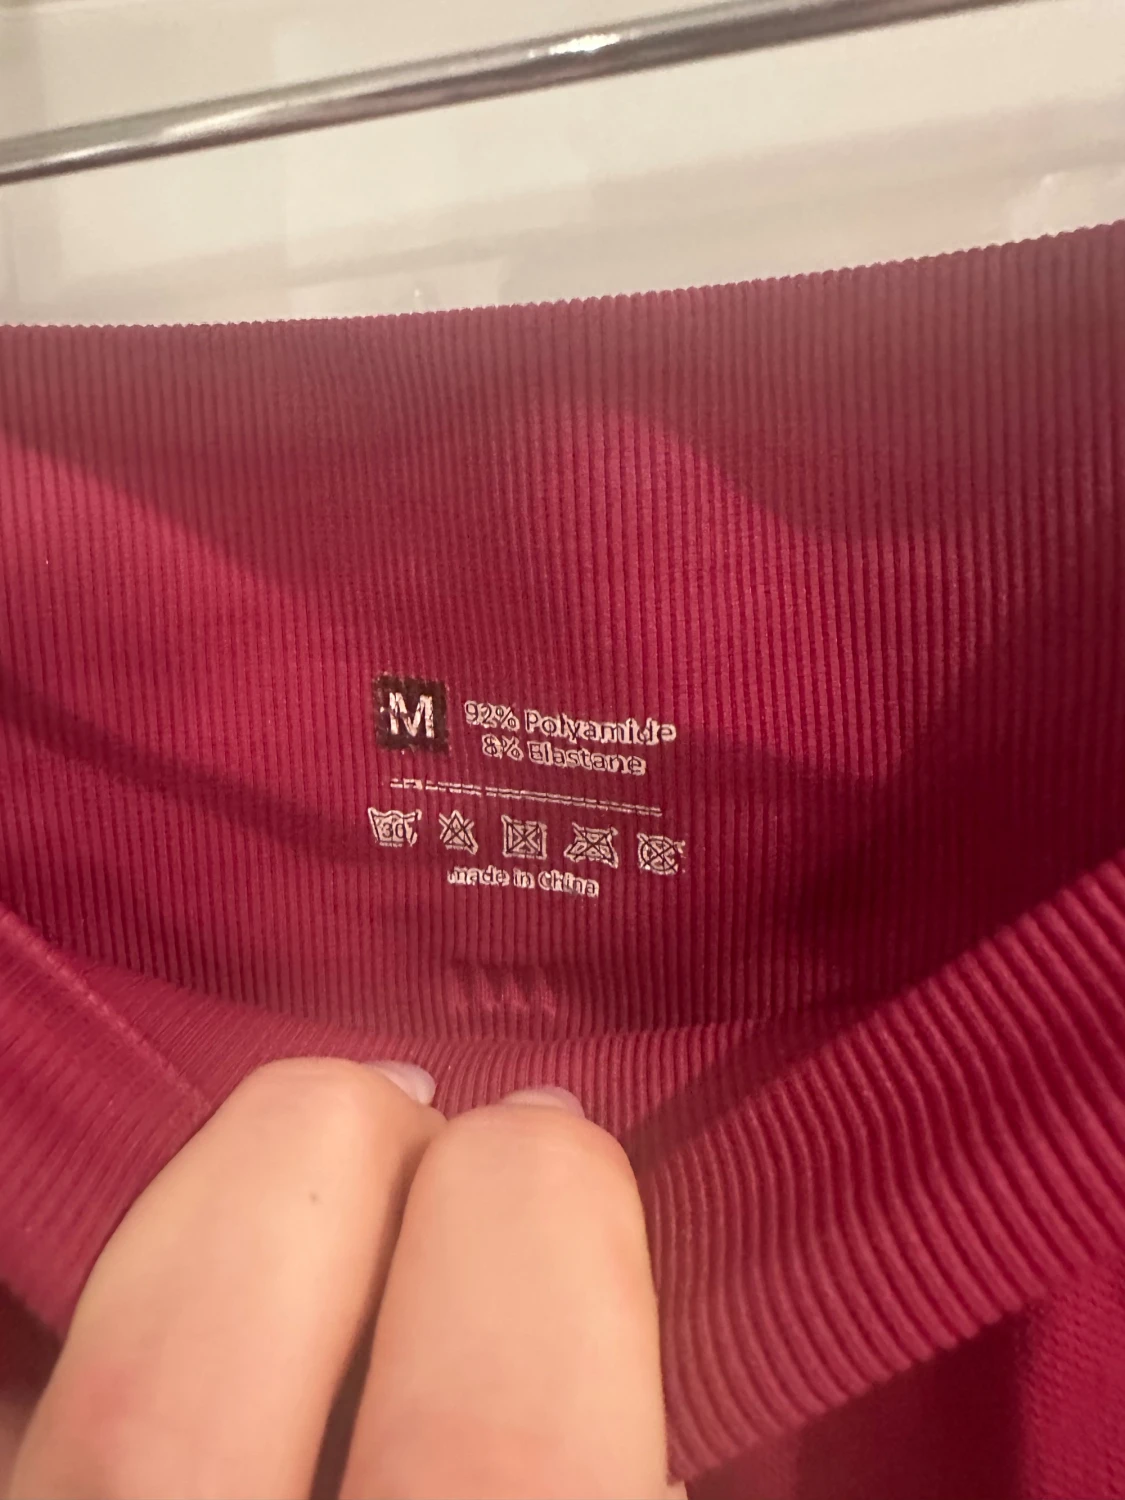 M
92% Polyamide
8% Elastane
30
made in China